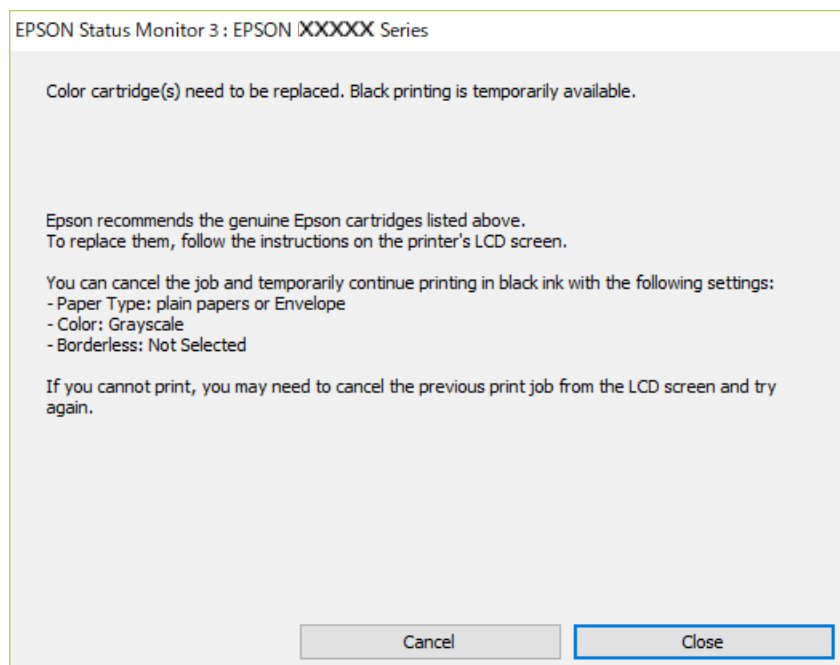 EPSON Status Monitor 3 : EPSON XXXXX Series
Color cartridge(s) need to be replaced. Black printing is temporarily available.
Epson recommends the genuine Epson cartridges listed above.
To replace them, follow the instructions on the printer's LCD screen.
You can cancel the job and temporarily continue printing in black ink with the following settings:
- Paper Type: plain papers or Envelope
- Color: Grayscale
- Borderless: Not Selected
If you cannot print, you may need to cancel the previous print job from the LCD screen and try
again.
Cancel
Close